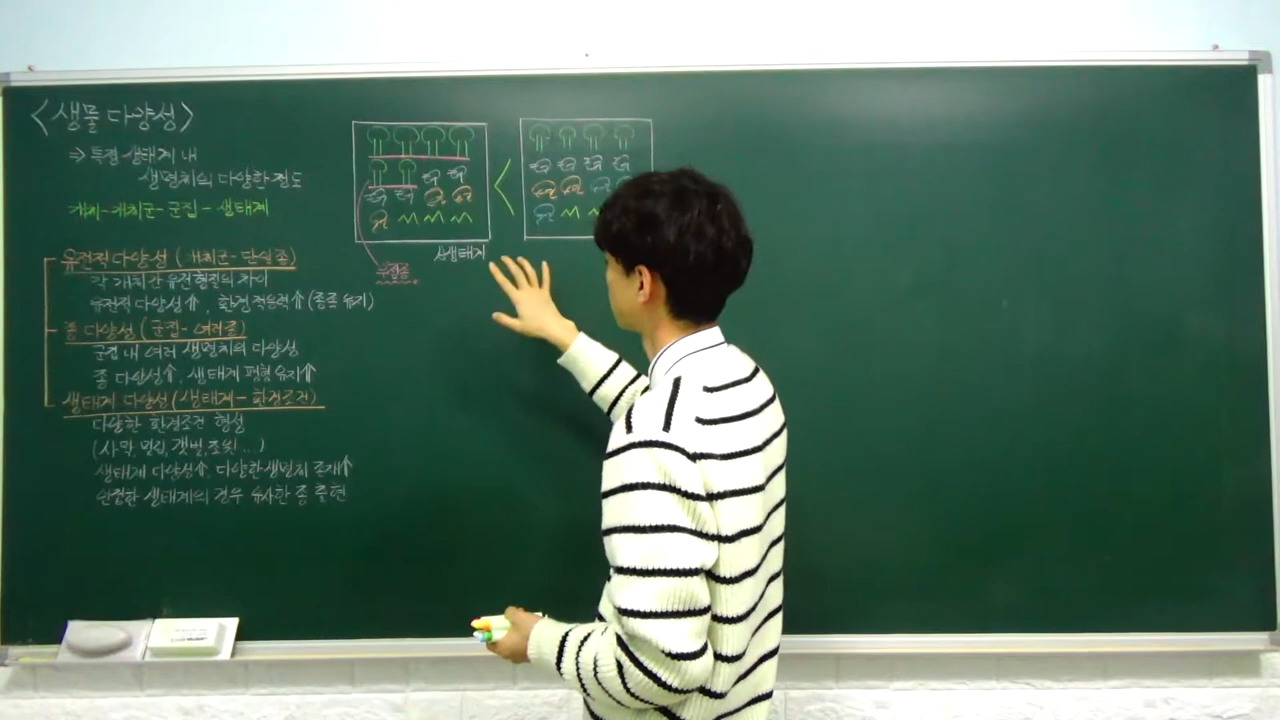 <생물 다양성>
⇒ 특정 생태계 내
생명체의 다양한 정도
개체-개체군-군집-생태계
유전적 다양성 (개체군-단일종)
각 개체간 유전형질의 차이
유전적 다양성↑, 환경 적응력↑ (종족 유지)
종 다양성 (군집-여러종)
군집 내 여러 생명체의 다양성
종 다양성↑, 생태계 평형 유지↑
생태계 다양성 (생태계-환경조건)
다양한 환경조건 형성
(사막, 밀림, 갯벌, 초원 ...)
생태계 다양성↑, 다양한 생명체 존재↑
안정한 생태계의 경우 유사한 종 출현
<
생태계
우점종